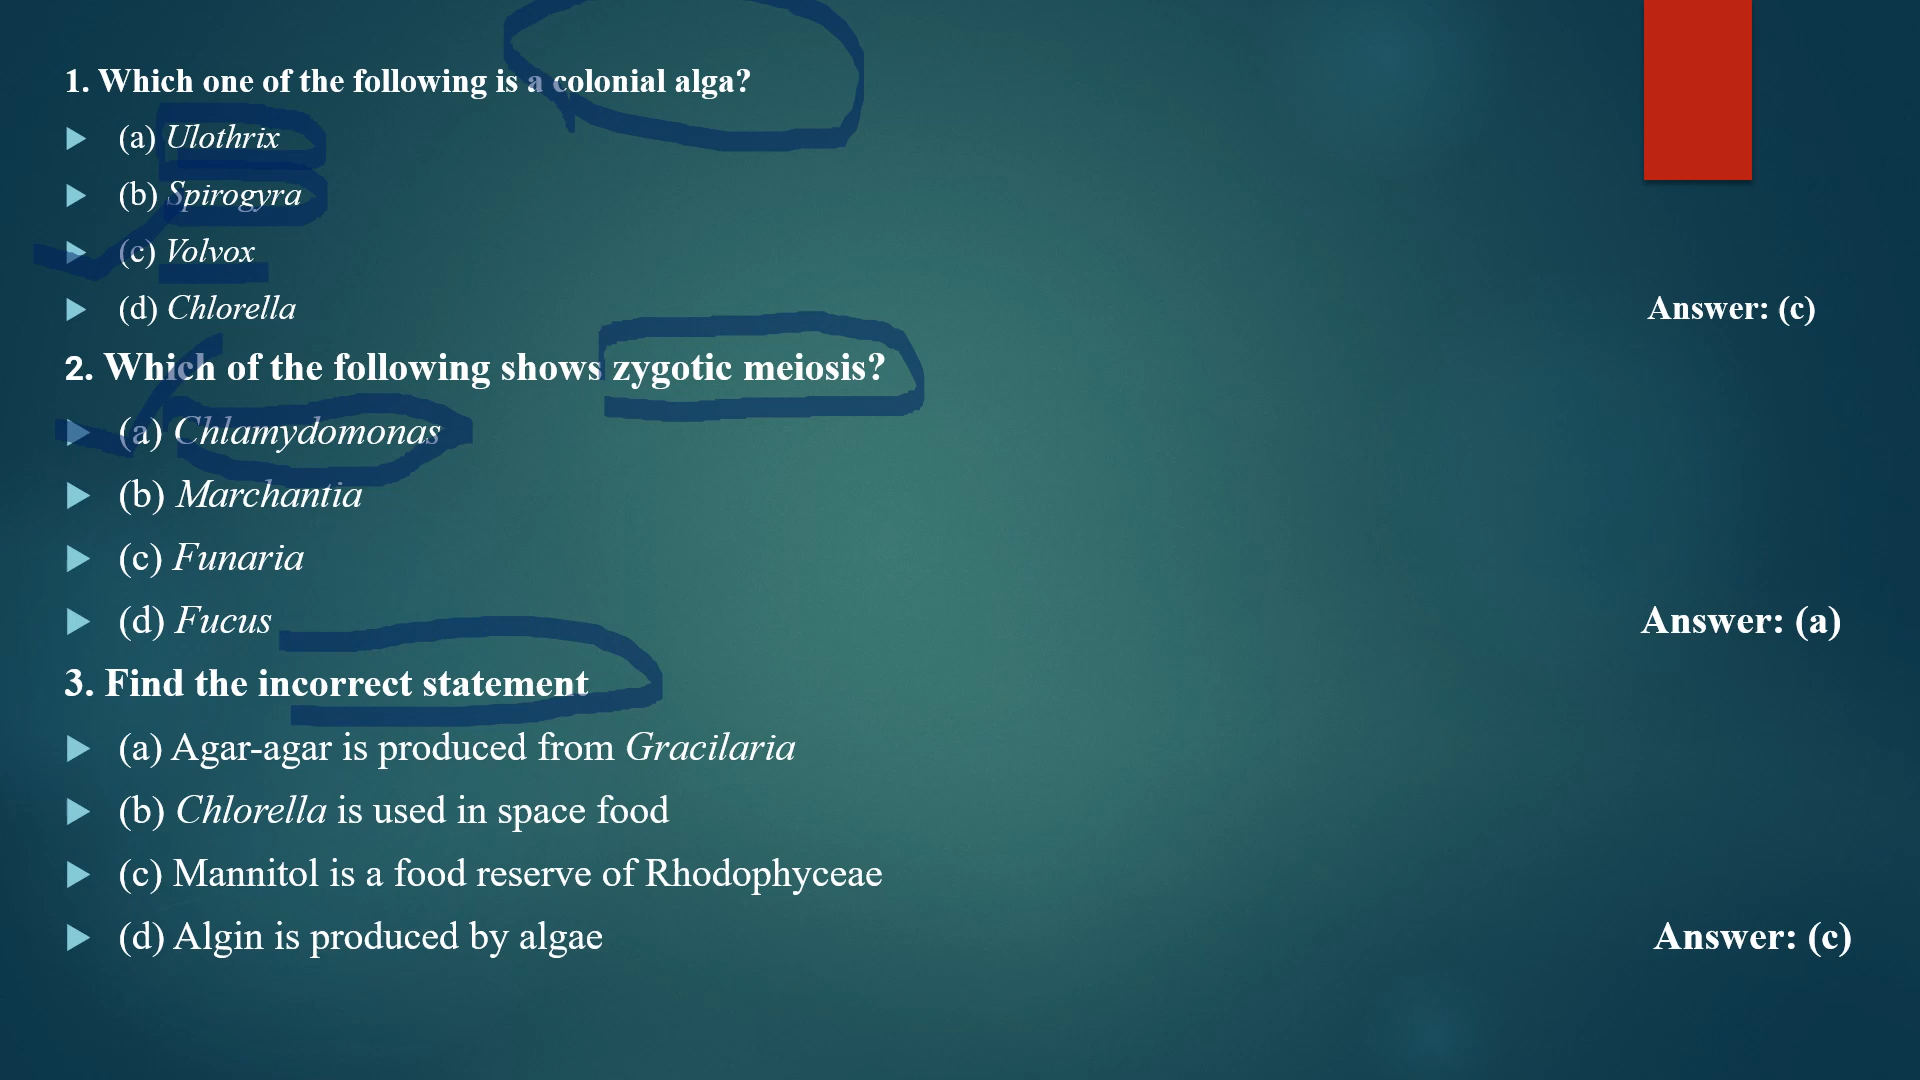 1. Which one of the following is a colonial alga?
(a) Ulothrix
(b) Spirogyra
(c) Volvox
(d) Chlorella Answer: (c)
2. Which of the following shows zygotic meiosis?
(a) Chlamydomonas
(b) Marchantia
(c) Funaria
(d) Fucus Answer: (a)
3. Find the incorrect statement
(a) Agar-agar is produced from Gracilaria
(b) Chlorella is used in space food
(c) Mannitol is a food reserve of Rhodophyceae
(d) Algin is produced by algae Answer: (c)